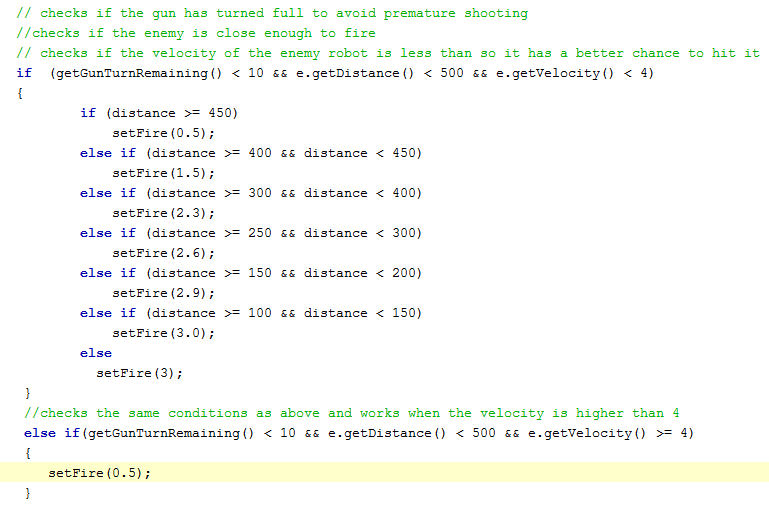 // checks if the gun has turned full to avoid premature shooting
//checks if the enemy is close enough to fire
// checks if the velocity of the enemy robot is less than so it has a better chance to hit it
if  (getGunTurnRemaining() < 10 && e.getDistance() < 500 && e.getVelocity() < 4)
{
        if (distance >= 450)
            setFire(0.5);
        else if (distance >= 400 && distance < 450)
            setFire(1.5);
        else if (distance >= 300 && distance < 400)
            setFire(2.3);
        else if (distance >= 250 && distance < 300)
            setFire(2.6);
        else if (distance >= 150 && distance < 200)
            setFire(2.9);
        else if (distance >= 100 && distance < 150)
            setFire(3.0);
        else
          setFire(3);
 }
 //checks the same conditions as above and works when the velocity is higher than 4
 else if(getGunTurnRemaining() < 10 && e.getDistance() < 500 && e.getVelocity() >= 4)
 {
    setFire(0.5);
 }